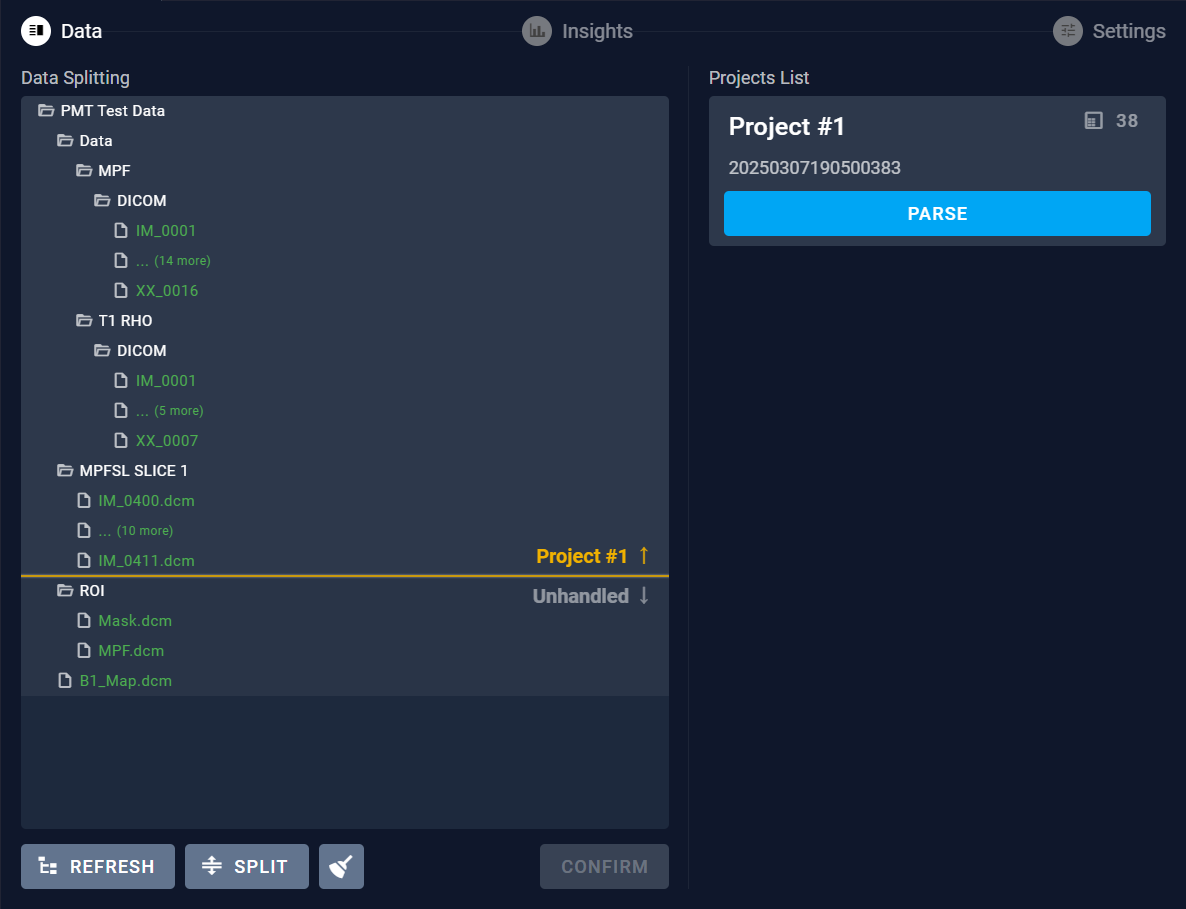 Data
Insights
Settings
Data Splitting
PMT Test Data
Data
MPF
DICOM
IM_0001
... (14 more)
XX_0016
T1 RHO
DICOM
IM_0001
... (5 more)
XX_0007
MPFSL SLICE 1
IM_0400.dcm
... (10 more)
IM_0411.dcm
Project #1 ↑
ROI
Unhandled ↓
Mask.dcm
MPF.dcm
B1_Map.dcm
REFRESH
SPLIT
CONFIRM
Projects List
Project #1
38
20250307190500383
PARSE